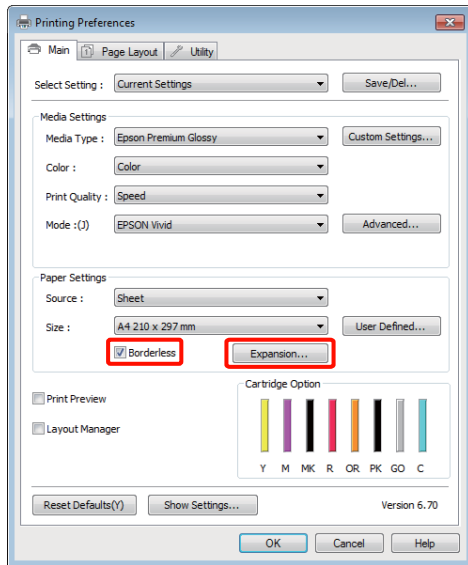 Printing Preferences
Main Page Layout Utility
Select Setting : Current Settings Save/Del...
Media Settings
Media Type : Epson Premium Glossy Custom Settings...
Color : Color
Print Quality : Speed
Mode :(J) EPSON Vivid Advanced...
Paper Settings
Source : Sheet
Size : A4 210 x 297 mm User Defined...
Borderless Expansion...
Cartridge Option
Print Preview
Layout Manager
Y M MK R OR PK GO C
Reset Defaults(Y) Show Settings... Version 6.70
OK Cancel Help